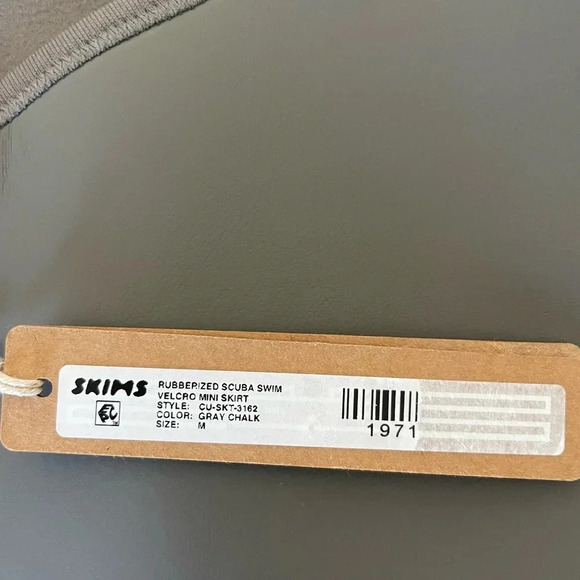 SKIMS
RUBBERIZED SCUBA SWIM
VELCRO MINI SKIRT
STYLE: CU-SKT-3162
COLOR: GRAY CHALK
SIZE: M
1971